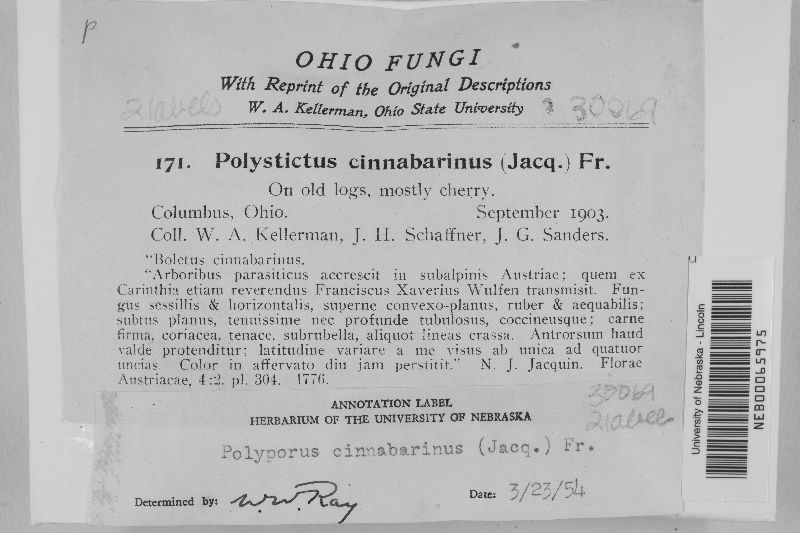 P
OHIO FUNGI
With Reprint of the Original Descriptions
W. A. Kellerman, Ohio State University
2 labels
30069
171. Polystictus cinnabarinus (Jacq.) Fr.
On old logs, mostly cherry.
Columbus, Ohio. September 1903.
Coll. W. A. Kellerman, J. H. Schaffner, J. G. Sanders.
"Boletus cinnabarinus.
"Arboribus parasiticus accrescit in subalpinis Austriae; quem ex
Carinthia etiam reverendus Franciscus Xaverius Wulfen transmisit. Fun-
gus sessillis & horizontalis, superne convexo-planus, ruber & aequabilis;
subtus planus, tenuissime nec profunde tubulosus, coccineusque; carne
firma, coriacea, tenace, subrubella, aliquot lineas crassa. Antrorsum haud
valde protenditur; latitudine variare a me visus ab unica ad quatuor
uncias. Color in affervato diu jam perstitit." N. J. Jacquin. Florae
Austriacae, 4:2. pl. 304. 1776.
30069
2 labels
ANNOTATION LABEL
HERBARIUM OF THE UNIVERSITY OF NEBRASKA
Polyporus cinnabarinus (Jacq.) Fr.
Determined by: W.W. Ray Date: 3/23/54
University of Nebraska - Lincoln
NEB00065975